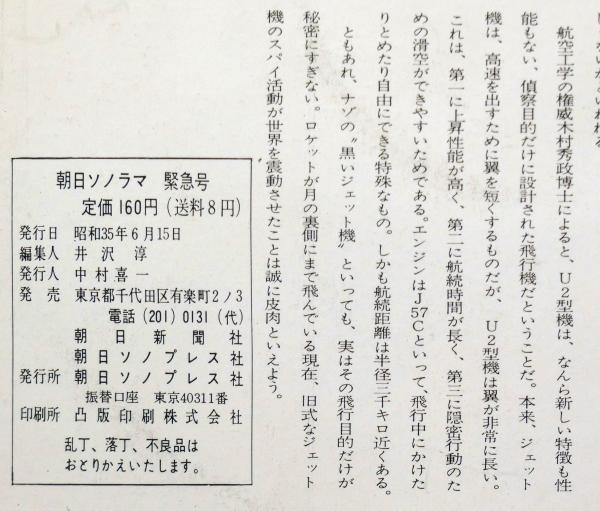 じないかといわれる
航空工学の権威木村秀政博士によると、U2型機は、なんら新しい特徴も性
能もない、偵察目的だけに設計された飛行機だということだ。本来、ジェット
機は、高速を出すために翼を短くするものだが、U2型機は翼が非常に長い。
これは、第一に上昇性能が高く、第二に航続時間が長く、第三に隠密行動のた
めの滑空ができやすいためである。エンジンはJ57Cといって、飛行中にかけた
りとめたり自由にできる特殊なもの。しかも航続距離は半径三千キロ近くある。
ともあれ、ナゾの〝黒いジェット機〟といっても、実はその飛行目的だけが
秘密にすぎない。ロケットが月の裏側にまで飛んでいる現在、旧式なジェット
機のスパイ活動が世界を震動させたことは誠に皮肉といえよう。
朝日ソノラマ 緊急号
定価160円(送料8円)
発行日 昭和35年6月15日
編集人 井沢淳
発行人 中村喜一
発売 東京都千代田区有楽町2ノ3
電話(201)0131(代)
朝日新聞社
朝日ソノプレス社
発行所 朝日ソノプレス社
振替口座 東京40311番
印刷所 凸版印刷株式会社
乱丁、落丁、不良品は
おとりかえいたします。